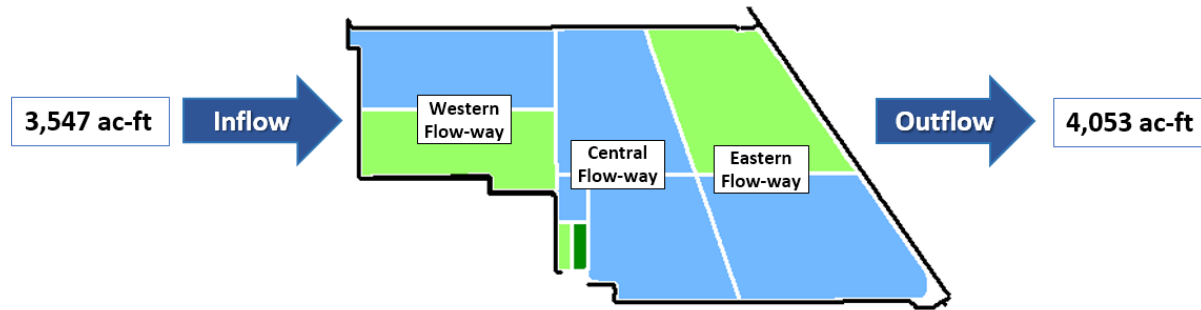 3,547 ac-ft
Inflow
Western
Flow-way
Central
Flow-way
Eastern
Flow-way
Outflow
4,053 ac-ft